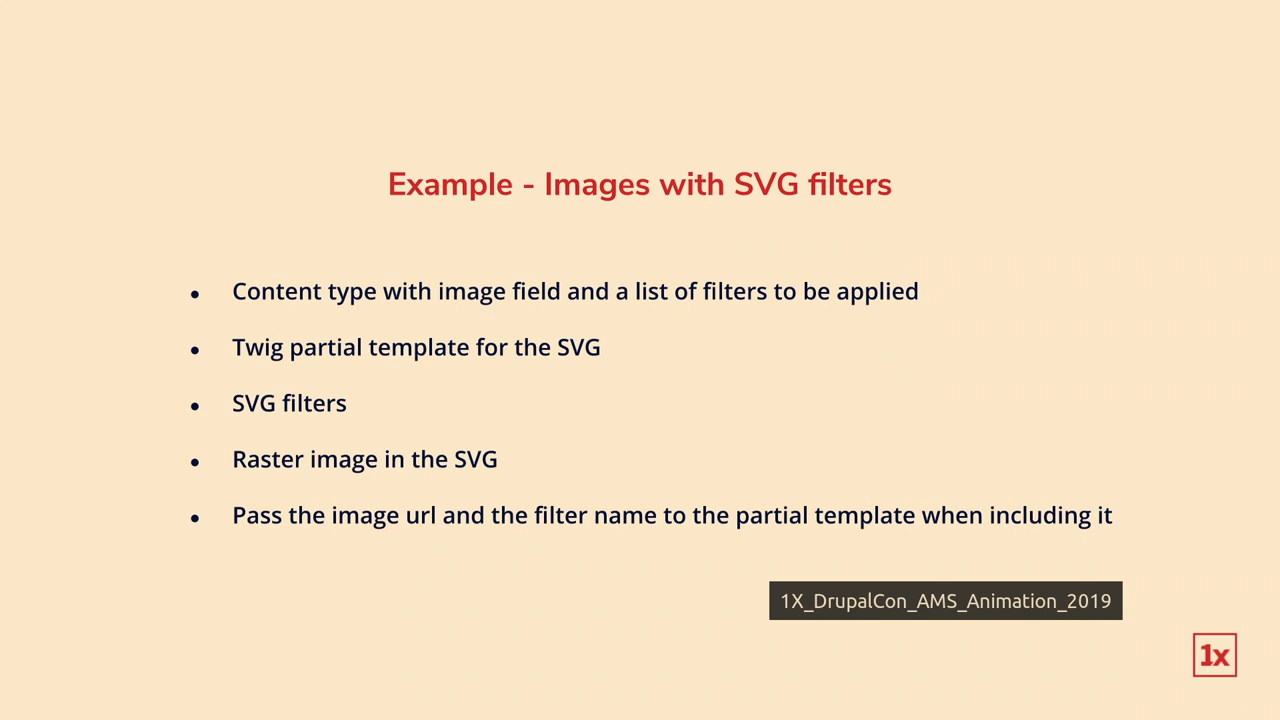 Example - Images with SVG filters
● Content type with image field and a list of filters to be applied
● Twig partial template for the SVG
● SVG filters
● Raster image in the SVG
● Pass the image url and the filter name to the partial template when including it
1X_DrupalCon_AMS_Animation_2019
1x